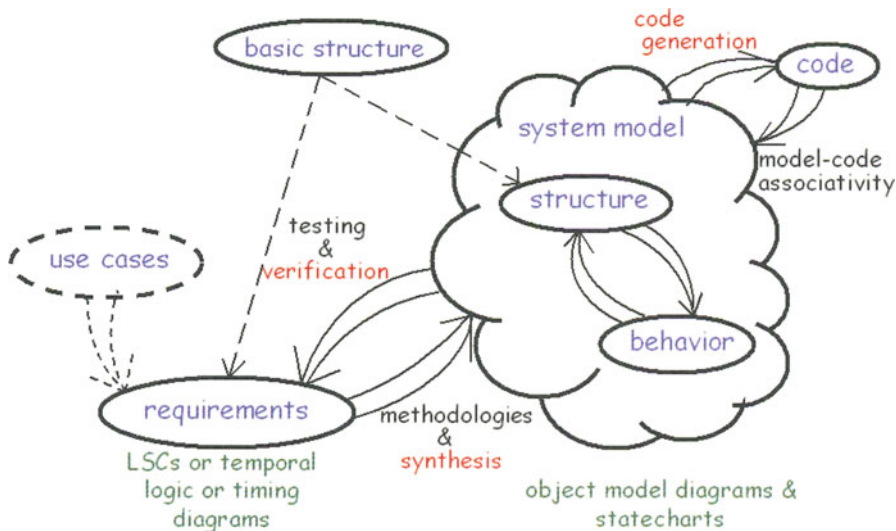 basic structure
code
generation
code
system model
model-code
associativity
structure
testing
&
verification
use cases
behavior
requirements
methodologies
&
synthesis
LSCs or temporal
logic or timing
diagrams
object model diagrams &
statecharts